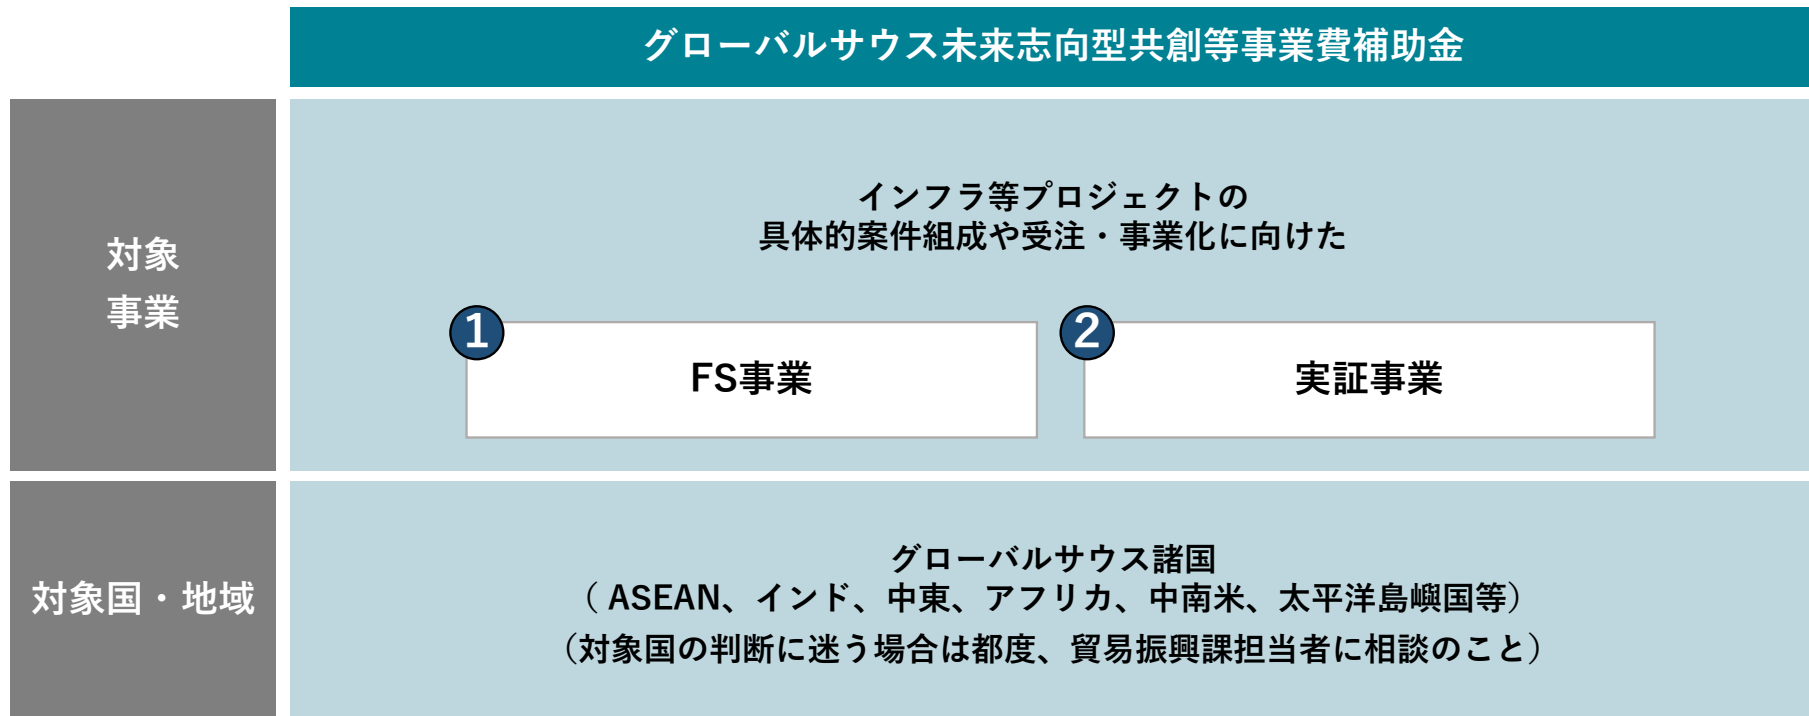 グローバルサウス未来志向型共創等事業費補助金
対象
事業
インフラ等プロジェクトの
具体的案件組成や受注・事業化に向けた
1
FS事業
2
実証事業
対象国・地域
グローバルサウス諸国
（ ASEAN、インド、中東、アフリカ、中南米、太平洋島嶼国等）
（対象国の判断に迷う場合は都度、貿易振興課担当者に相談のこと）